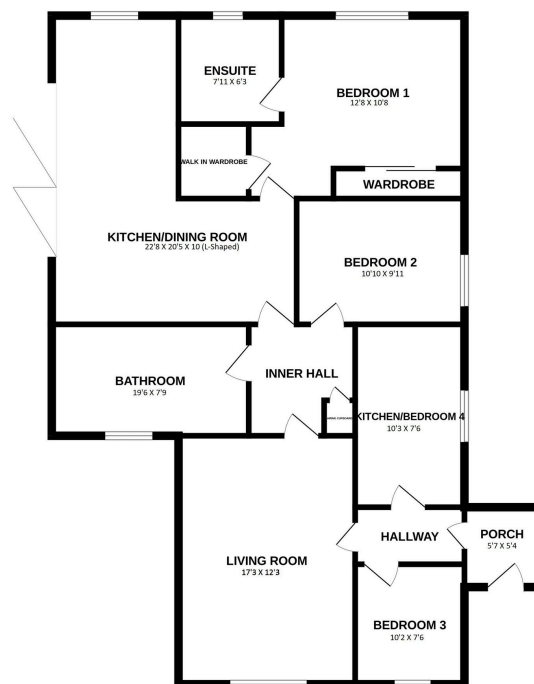 ENSUITE
7'11 X 6'3
BEDROOM 1
12'8 X 10'8
WALK IN WARDROBE
WARDROBE
KITCHEN/DINING ROOM
22'8 X 20'5 X 10 (L-Shaped)
BEDROOM 2
10'10 X 9'11
BATHROOM
19'6 X 7'9
INNER HALL
KITCHEN/BEDROOM 4
10'3 X 7'6
HALLWAY
PORCH
5'7 X 5'4
LIVING ROOM
17'3 X 12'3
BEDROOM 3
10'2 X 7'6